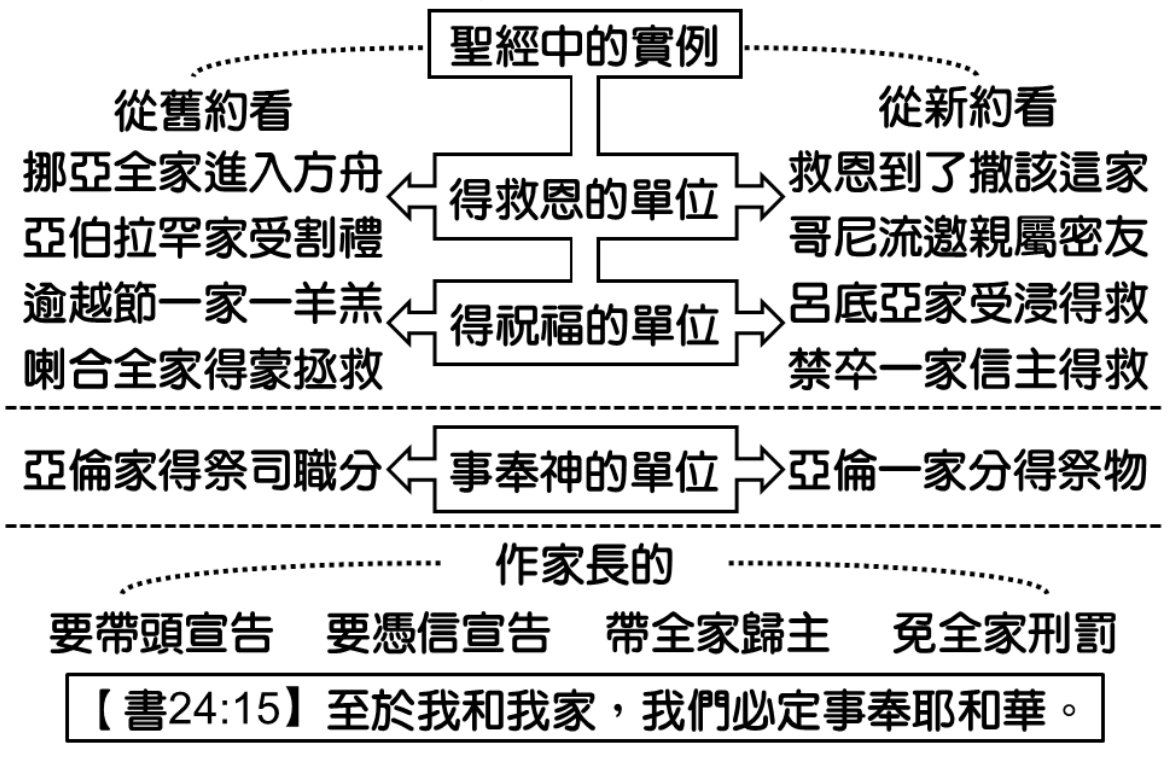 聖經中的實例
從舊約看
挪亞全家進入方舟
亞伯拉罕家受割禮
逾越節一家一羊羔
喇合全家得蒙拯救
得救恩的單位
得祝福的單位
從新約看
救恩到了撒該這家
哥尼流邀親屬密友
呂底亞家受浸得救
禁卒一家信主得救
亞倫家得祭司職分
事奉神的單位
亞倫一家分得祭物
作家長的
要帶頭宣告 要憑信宣告 帶全家歸主 免全家刑罰
【書24:15】至於我和我家，我們必定事奉耶和華。